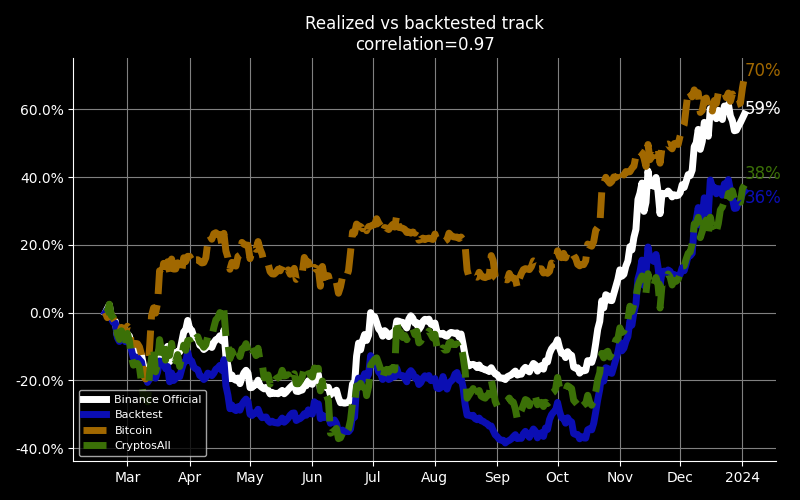 Realized vs backtested track
correlation=0.97
70%
59%
38%
36%
60.0%
40.0%
20.0%
0.0%
-20.0%
-40.0%
Binance Official
Backtest
Bitcoin
CryptosAll
Mar Apr May Jun Jul Aug Sep Oct Nov Dec 2024